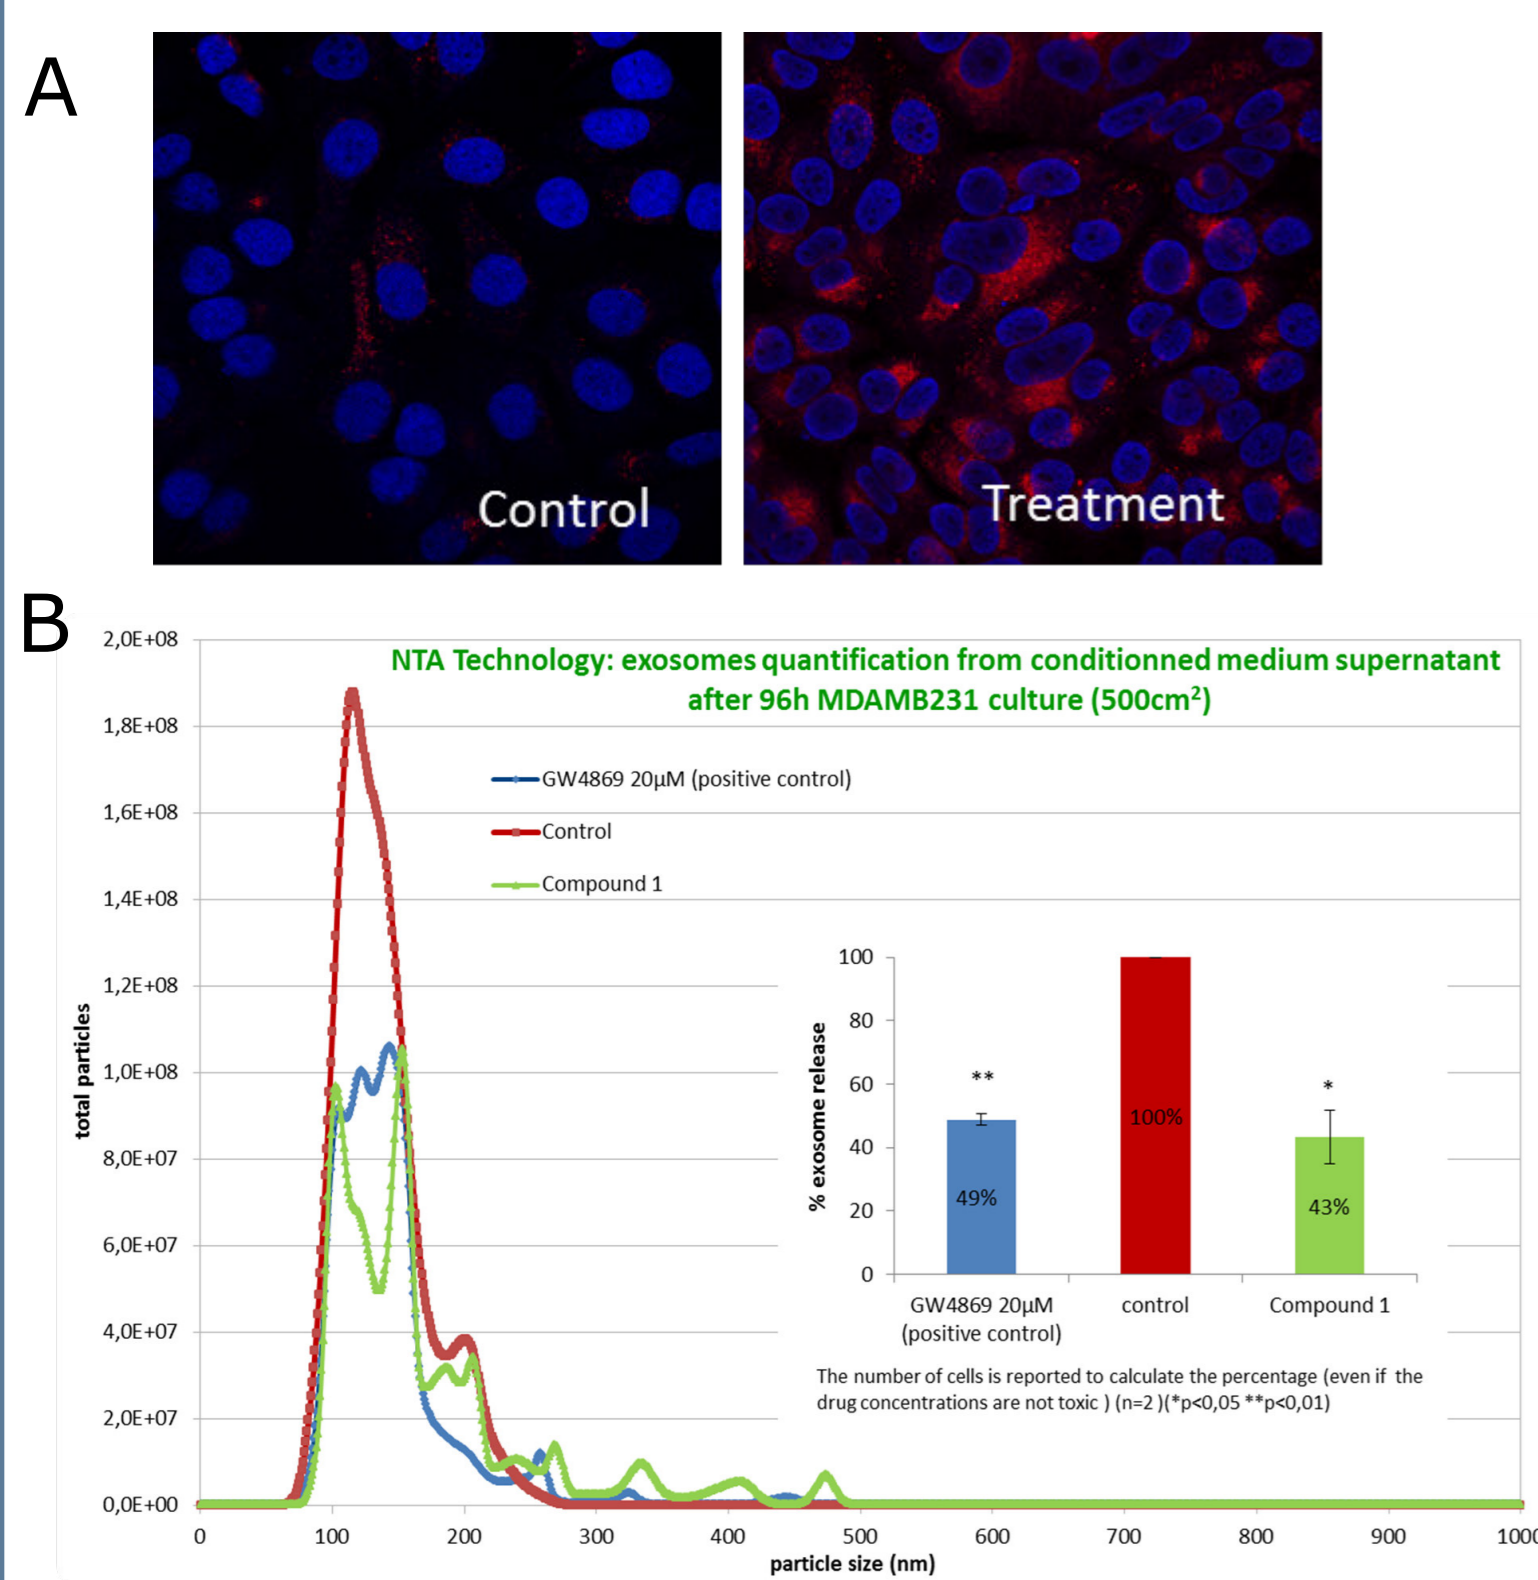 A
Control
Treatment
B
NTA Technology: exosomes quantification from conditionned medium supernatant
after 96h MDAMB231 culture (500cm²)
2,0E+08
1,8E+08
1,6E+08
1,4E+08
1,2E+08
1,0E+08
8,0E+07
6,0E+07
4,0E+07
2,0E+07
0,0E+00
total particles
GW4869 20µM (positive control)
Control
Compound 1
100
80
60
40
20
0
% exosome release
**
*
49%
100%
43%
GW4869 20µM
(positive control)
control
Compound 1
The number of cells is reported to calculate the percentage (even if the
drug concentrations are not toxic ) (n=2 )(*p<0,05 **p<0,01)
0 100 200 300 400 500 600 700 800 900 1000
particle size (nm)